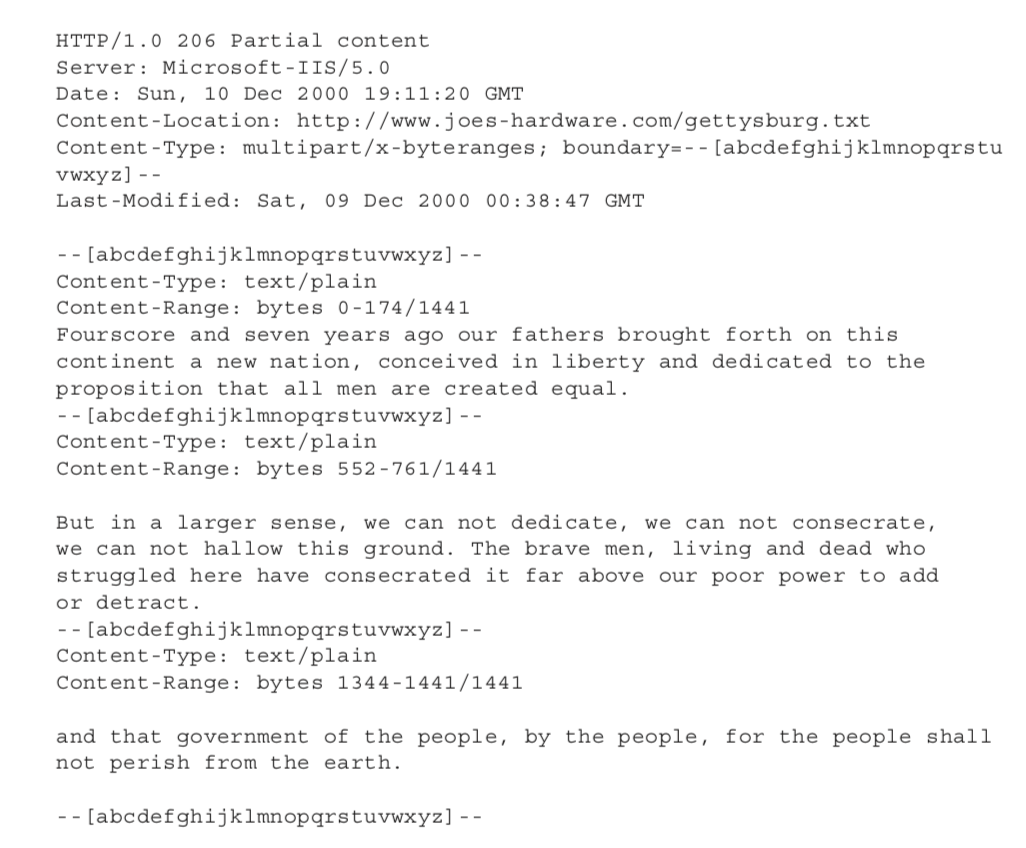 HTTP/1.0 206 Partial content
Server: Microsoft-IIS/5.0
Date: Sun, 10 Dec 2000 19:11:20 GMT
Content-Location: http://www.joes-hardware.com/gettysburg.txt
Content-Type: multipart/x-byteranges; boundary=--[abcdefghijklmnopqrstu
vwxyz]--
Last-Modified: Sat, 09 Dec 2000 00:38:47 GMT

--[abcdefghijklmnopqrstuvwxyz]--
Content-Type: text/plain
Content-Range: bytes 0-174/1441
Fourscore and seven years ago our fathers brought forth on this
continent a new nation, conceived in liberty and dedicated to the
proposition that all men are created equal.
--[abcdefghijklmnopqrstuvwxyz]--
Content-Type: text/plain
Content-Range: bytes 552-761/1441

But in a larger sense, we can not dedicate, we can not consecrate,
we can not hallow this ground. The brave men, living and dead who
struggled here have consecrated it far above our poor power to add
or detract.
--[abcdefghijklmnopqrstuvwxyz]--
Content-Type: text/plain
Content-Range: bytes 1344-1441/1441

and that government of the people, by the people, for the people shall
not perish from the earth.

--[abcdefghijklmnopqrstuvwxyz]--